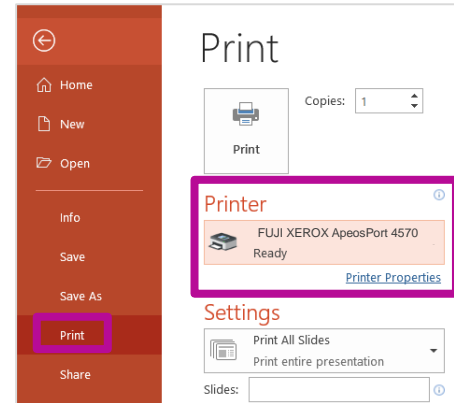 Print
Home
New
Open
Info
Save
Save As
Print
Share
Copies: 1
Print
Printer
FUJI XEROX ApeosPort 4570
Ready
Printer Properties
Settings
Print All Slides
Print entire presentation
Slides: